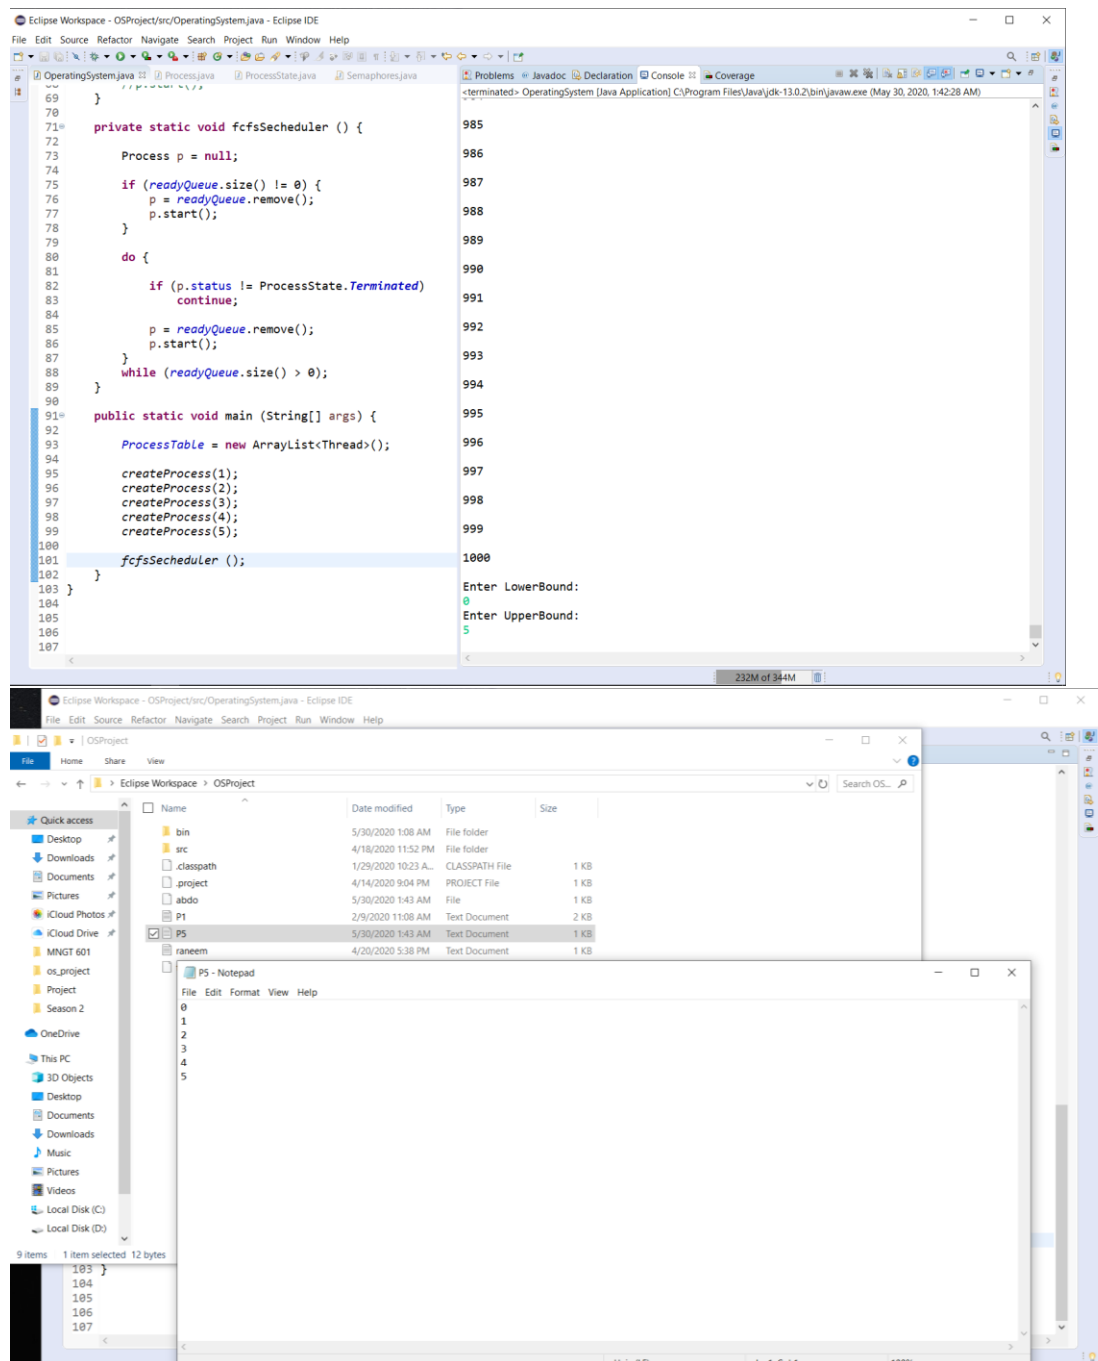 Eclipse Workspace - OSProject/src/OperatingSystem.java - Eclipse IDE
File Edit Source Refactor Navigate Search Project Run Window Help
OperatingSystem.java Process.java ProcessState.java Semaphores.java
69 }
70
71 private static void fcfsSecheduler () {
72
73 Process p = null;
74
75 if (readyQueue.size() != 0) {
76 p = readyQueue.remove();
77 p.start();
78 }
79
80 do {
81
82 if (p.status != ProcessState.Terminated)
83 continue;
84
85 p = readyQueue.remove();
86 p.start();
87 }
88 while (readyQueue.size() > 0);
89 }
90
91 public static void main (String[] args) {
92
93 ProcessTable = new ArrayList<Thread>();
94
95 createProcess(1);
96 createProcess(2);
97 createProcess(3);
98 createProcess(4);
99 createProcess(5);
100
101 fcfsSecheduler ();
102 }
103 }
104
105
106
107
Problems Javadoc Declaration Console Coverage
<terminated> OperatingSystem [Java Application] C:\Program Files\Java\jdk-13.0.2\bin\javaw.exe (May 30, 2020, 1:42:28 AM)
985
986
987
988
989
990
991
992
993
994
995
996
997
998
999
1000
Enter LowerBound:
0
Enter UpperBound:
5
232M of 344M
Eclipse Workspace - OSProject/src/OperatingSystem.java - Eclipse IDE
File Edit Source Refactor Navigate Search Project Run Window Help
OSProject
File Home Share View
Eclipse Workspace > OSProject
Search OS...
Quick access
Desktop
Downloads
Documents
Pictures
iCloud Photos
iCloud Drive
MNGT 601
os_project
Project
Season 2
OneDrive
This PC
3D Objects
Desktop
Documents
Downloads
Music
Pictures
Videos
Local Disk (C:)
Local Disk (D:)
Name Date modified Type Size
bin 5/30/2020 1:08 AM File folder
src 4/18/2020 11:52 PM File folder
.classpath 1/29/2020 10:23 A... CLASSPATH File 1 KB
.project 4/14/2020 9:04 PM PROJECT File 1 KB
abdo 5/30/2020 1:43 AM File 1 KB
P1 2/9/2020 11:08 AM Text Document 2 KB
P5 5/30/2020 1:43 AM Text Document 1 KB
raneem 4/20/2020 5:38 PM Text Document 1 KB
9 items 1 item selected 12 bytes
P5 - Notepad
File Edit Format View Help
0
1
2
3
4
5
103 }
104
105
106
107